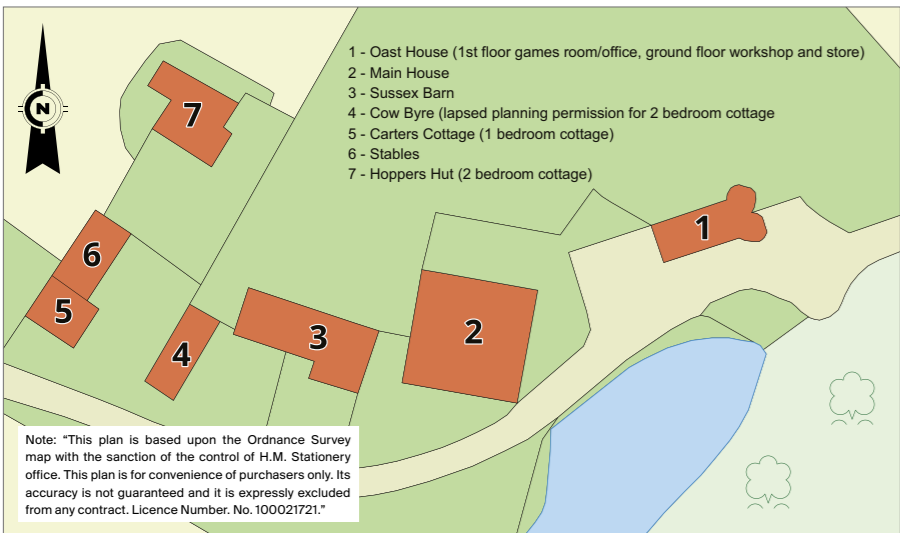 1 - Oast House (1st floor games room/office, ground floor workshop and store)
2 - Main House
3 - Sussex Barn
4 - Cow Byre (lapsed planning permission for 2 bedroom cottage
5 - Carters Cottage (1 bedroom cottage)
6 - Stables
7 - Hoppers Hut (2 bedroom cottage)
N
7
1
6
5
4
3
2
Note: “This plan is based upon the Ordnance Survey
map with the sanction of the control of H.M. Stationery
office. This plan is for convenience of purchasers only. Its
accuracy is not guaranteed and it is expressly excluded
from any contract. Licence Number. No. 100021721.”